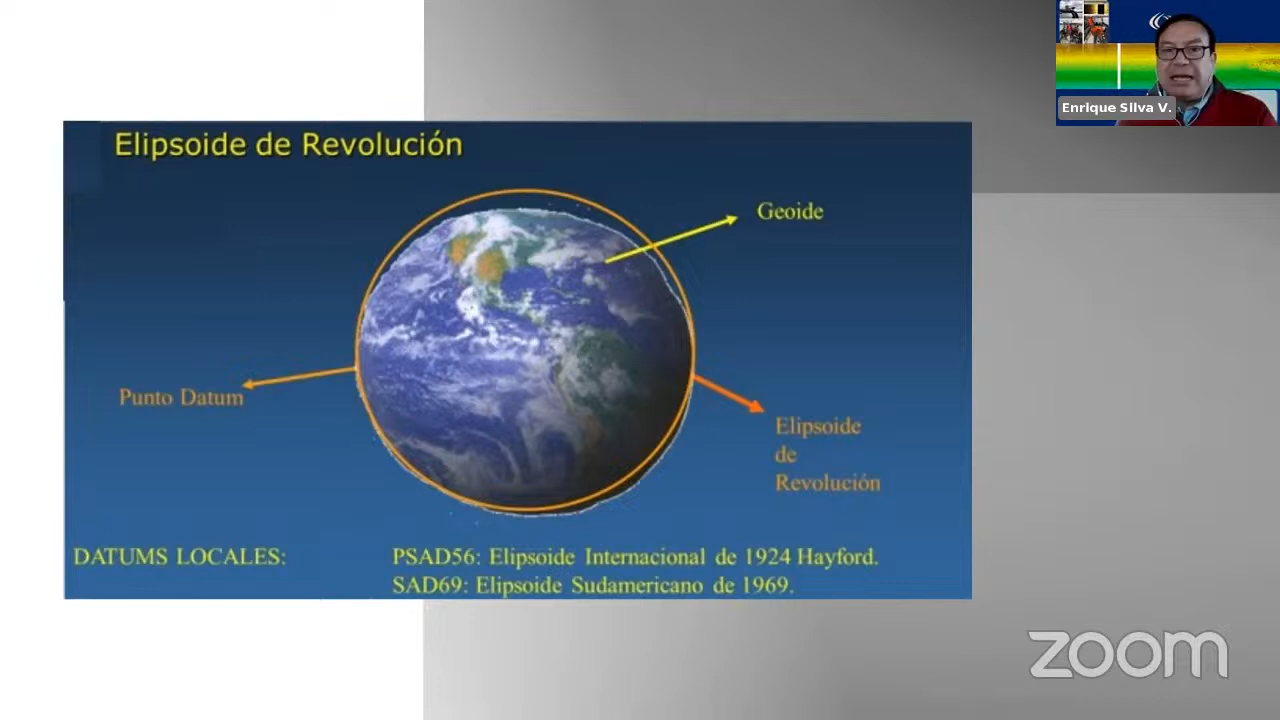 Enrique Silva V.
Elipsoide de Revolución
Geoide
Punto Datum
Elipsoide
de
Revolución
DATUMS LOCALES:
PSAD56: Elipsoide Internacional de 1924 Hayford.
SAD69: Elipsoide Sudamericano de 1969.
zoom